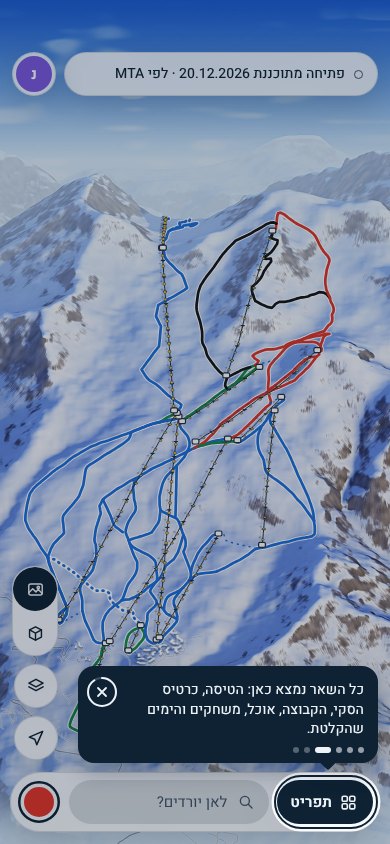 פתיחה מתוכננת 20.12.2026 · לפי MTA
נ
כל השאר נמצא כאן: הטיסה, כרטיס
הסקי, הקבוצה, אוכל, משחקים והימים
שהקלטת.
לאן יורדים?
תפריט